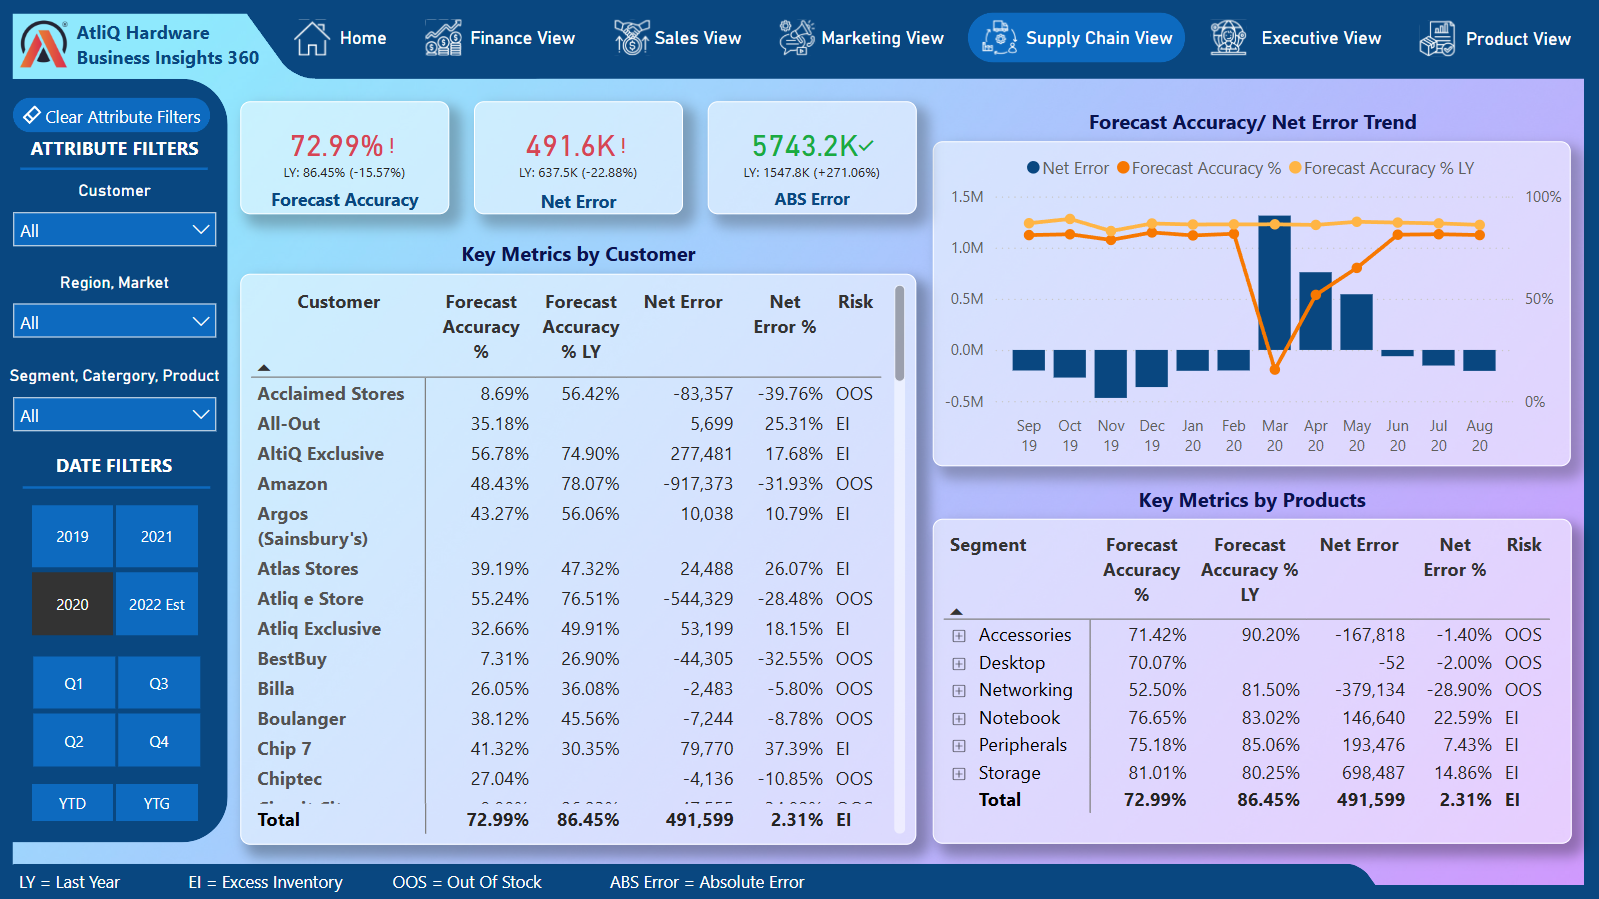 AtliQ Hardware
Business Insights 360
Home
Finance View
Sales View
Marketing View
Supply Chain View
Executive View
Product View
Clear Attribute Filters
ATTRIBUTE FILTERS
Customer
All
Region, Market
All
Segment, Catergory, Product
All
DATE FILTERS
2019 2021
2020 2022 Est
Q1 Q3
Q2 Q4
YTD YTG
72.99% !
LY: 86.45% (-15.57%)
Forecast Accuracy
491.6K !
LY: 637.5K (-22.88%)
Net Error
5743.2K✓
LY: 1547.8K (+271.06%)
ABS Error
Key Metrics by Customer
Customer Forecast Accuracy % Forecast Accuracy % LY Net Error Net Error % Risk
Acclaimed Stores 8.69% 56.42% -83,357 -39.76% OOS
All-Out 35.18% 5,699 25.31% EI
AltiQ Exclusive 56.78% 74.90% 277,481 17.68% EI
Amazon 48.43% 78.07% -917,373 -31.93% OOS
Argos 43.27% 56.06% 10,038 10.79% EI
(Sainsbury's)
Atlas Stores 39.19% 47.32% 24,488 26.07% EI
Atliq e Store 55.24% 76.51% -544,329 -28.48% OOS
Atliq Exclusive 32.66% 49.91% 53,199 18.15% EI
BestBuy 7.31% 26.90% -44,305 -32.55% OOS
Billa 26.05% 36.08% -2,483 -5.80% OOS
Boulanger 38.12% 45.56% -7,244 -8.78% OOS
Chip 7 41.32% 30.35% 79,770 37.39% EI
Chiptec 27.04% -4,136 -10.85% OOS
Total 72.99% 86.45% 491,599 2.31% EI
Forecast Accuracy/ Net Error Trend
Net Error Forecast Accuracy % Forecast Accuracy % LY
1.5M 100%
1.0M
0.5M 50%
0.0M
-0.5M 0%
Sep Oct Nov Dec Jan Feb Mar Apr May Jun Jul Aug
19 19 19 19 20 20 20 20 20 20 20 20
Key Metrics by Products
Segment Forecast Accuracy % Forecast Accuracy % LY Net Error Net Error % Risk
Accessories 71.42% 90.20% -167,818 -1.40% OOS
Desktop 70.07% -52 -2.00% OOS
Networking 52.50% 81.50% -379,134 -28.90% OOS
Notebook 76.65% 83.02% 146,640 22.59% EI
Peripherals 75.18% 85.06% 193,476 7.43% EI
Storage 81.01% 80.25% 698,487 14.86% EI
Total 72.99% 86.45% 491,599 2.31% EI
LY = Last Year EI = Excess Inventory OOS = Out Of Stock ABS Error = Absolute Error